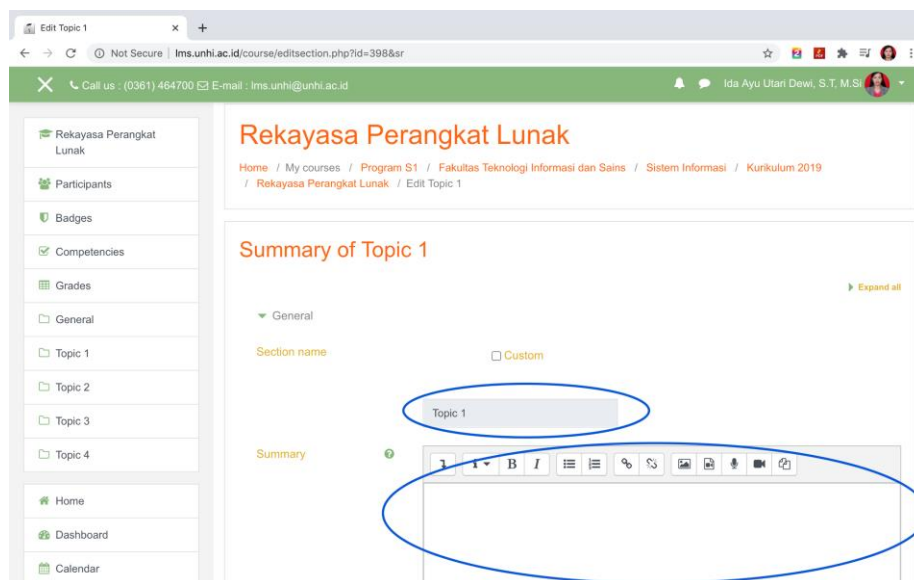 Edit Topic 1
Not Secure | lms.unhi.ac.id/course/editsection.php?id=398&sr
Call us : (0361) 464700 E-mail : lms.unhi@unhi.ac.id
Ida Ayu Utari Dewi, S.T, M.Si
Rekayasa Perangkat
Lunak
Participants
Badges
Competencies
Grades
General
Topic 1
Topic 2
Topic 3
Topic 4
Home
Dashboard
Calendar
Rekayasa Perangkat Lunak
Home / My courses / Program S1 / Fakultas Teknologi Informasi dan Sains / Sistem Informasi / Kurikulum 2019
/ Rekayasa Perangkat Lunak / Edit Topic 1
Summary of Topic 1
Expand all
General
Section name
Custom
Topic 1
Summary
B I